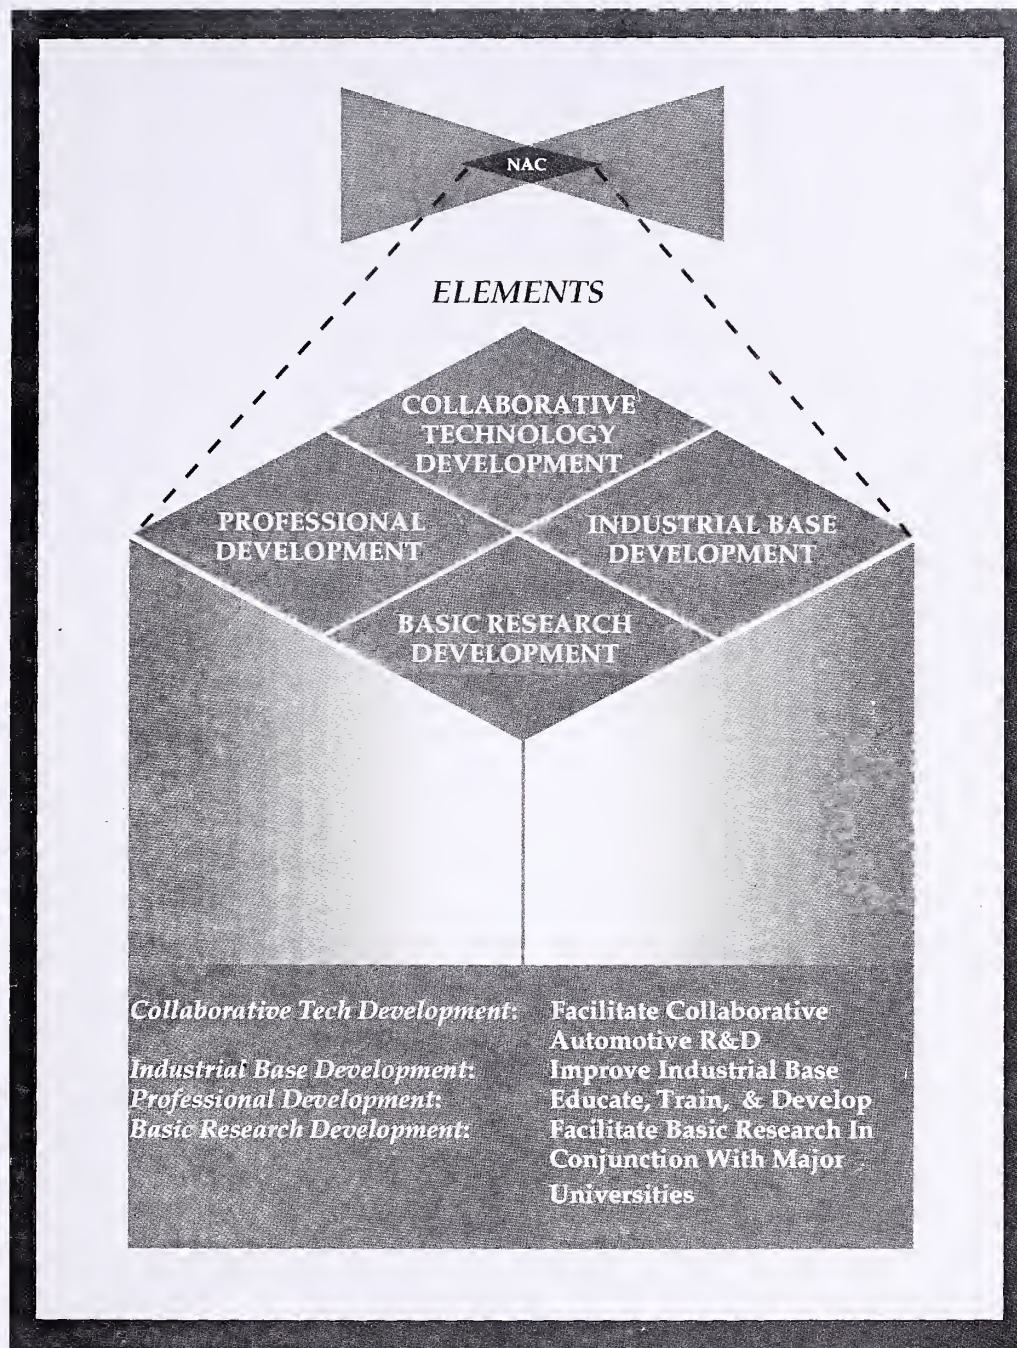 NAC
ELEMENTS
COLLABORATIVE
TECHNOLOGY
DEVELOPMENT
PROFESSIONAL
DEVELOPMENT
INDUSTRIAL BASE
DEVELOPMENT
BASIC RESEARCH
DEVELOPMENT
Collaborative Tech Development: Facilitate Collaborative
Automotive R&D
Industrial Base Development: Improve Industrial Base
Professional Development: Educate, Train, & Develop
Basic Research Development: Facilitate Basic Research In
Conjunction With Major
Universities